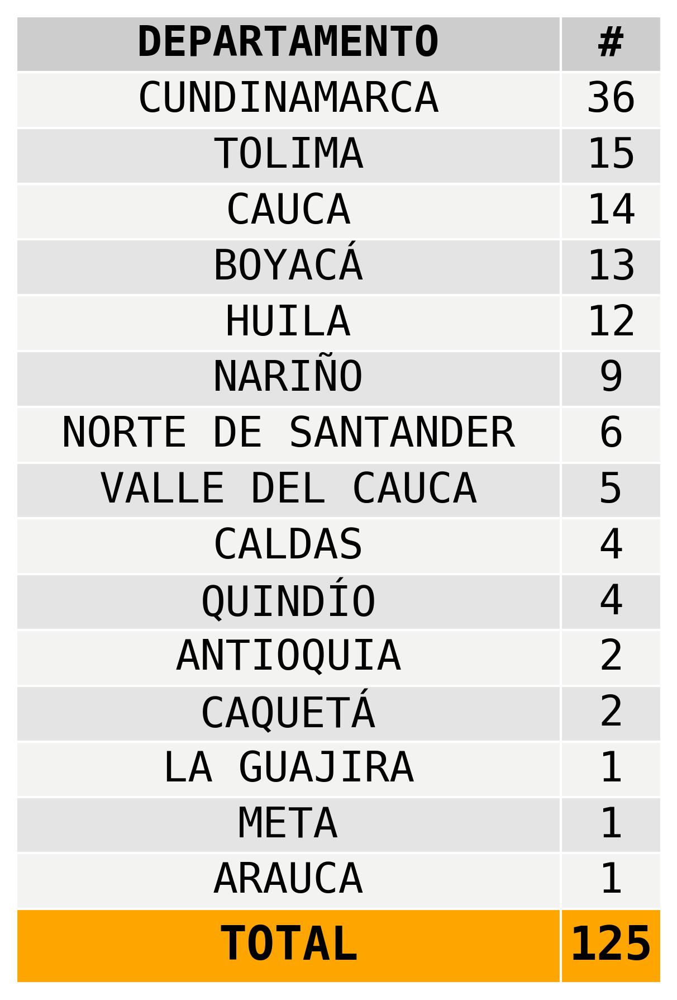 DEPARTAMENTO #
CUNDINAMARCA 36
TOLIMA 15
CAUCA 14
BOYACÁ 13
HUILA 12
NARIÑO 9
NORTE DE SANTANDER 6
VALLE DEL CAUCA 5
CALDAS 4
QUINDÍO 4
ANTIOQUIA 2
CAQUETÁ 2
LA GUAJIRA 1
META 1
ARAUCA 1
TOTAL 125